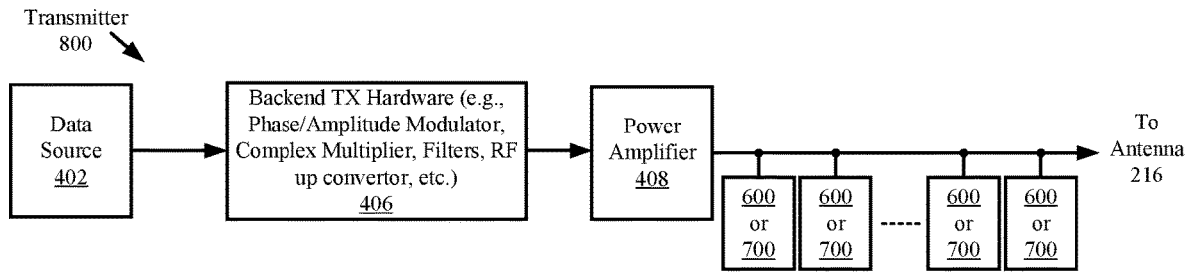 Transmitter
800
Data
Source
402
Backend TX Hardware (e.g.,
Phase/Amplitude Modulator,
Complex Multiplier, Filters, RF
up convertor, etc.)
406
Power
Amplifier
408
600
or
700
600
or
700
600
or
700
600
or
700
To
Antenna
216